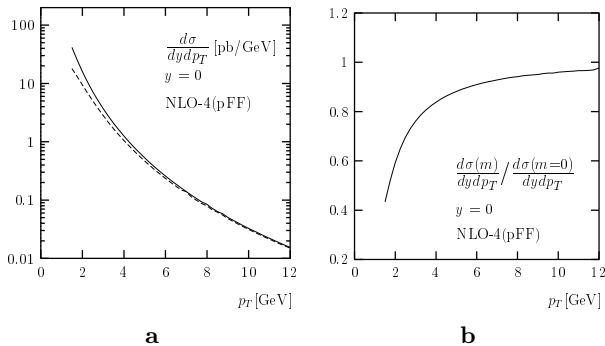 100
10
1
0.1
0.01
0 2 4 6 8 10 12
dσ/dydp_T [pb/GeV]
y = 0
NLO-4(pFF)
p_T[GeV]
a
1.2
1
0.8
0.6
0.4
0.2
0 2 4 6 8 10 12
dσ(m)/dydp_T / dσ(m=0)/dydp_T
y = 0
NLO-4(pFF)
p_T[GeV]
b